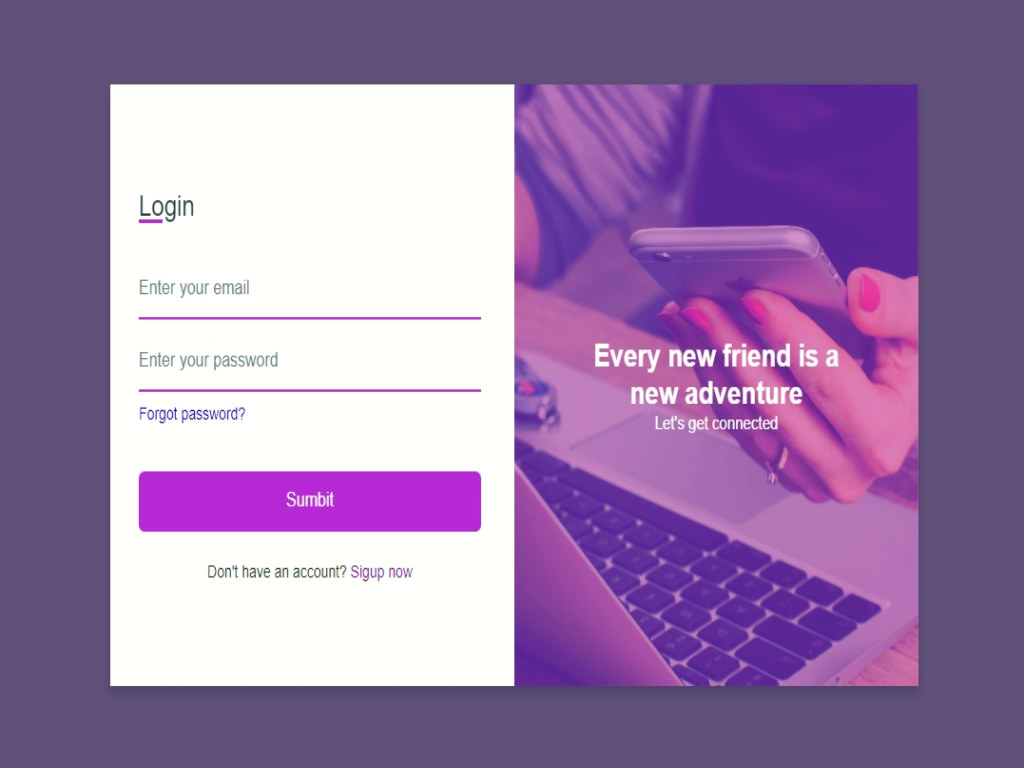 Login
Enter your email
Enter your password
Forgot password?
Sumbit
Don't have an account? Sigup now
Every new friend is a
new adventure
Let's get connected